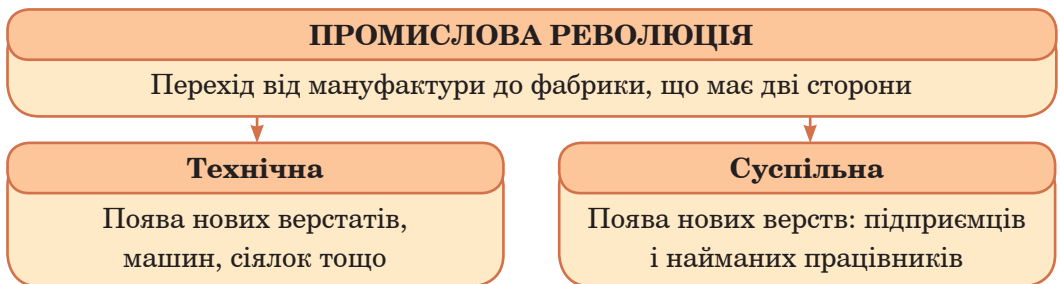 ПРОМИСЛОВА РЕВОЛЮЦІЯ
Перехід від мануфактури до фабрики, що має дві сторони
Технічна
Поява нових верстатів,
машин, сіялок тощо
Суспільна
Поява нових верств: підприємців
і найманих працівників